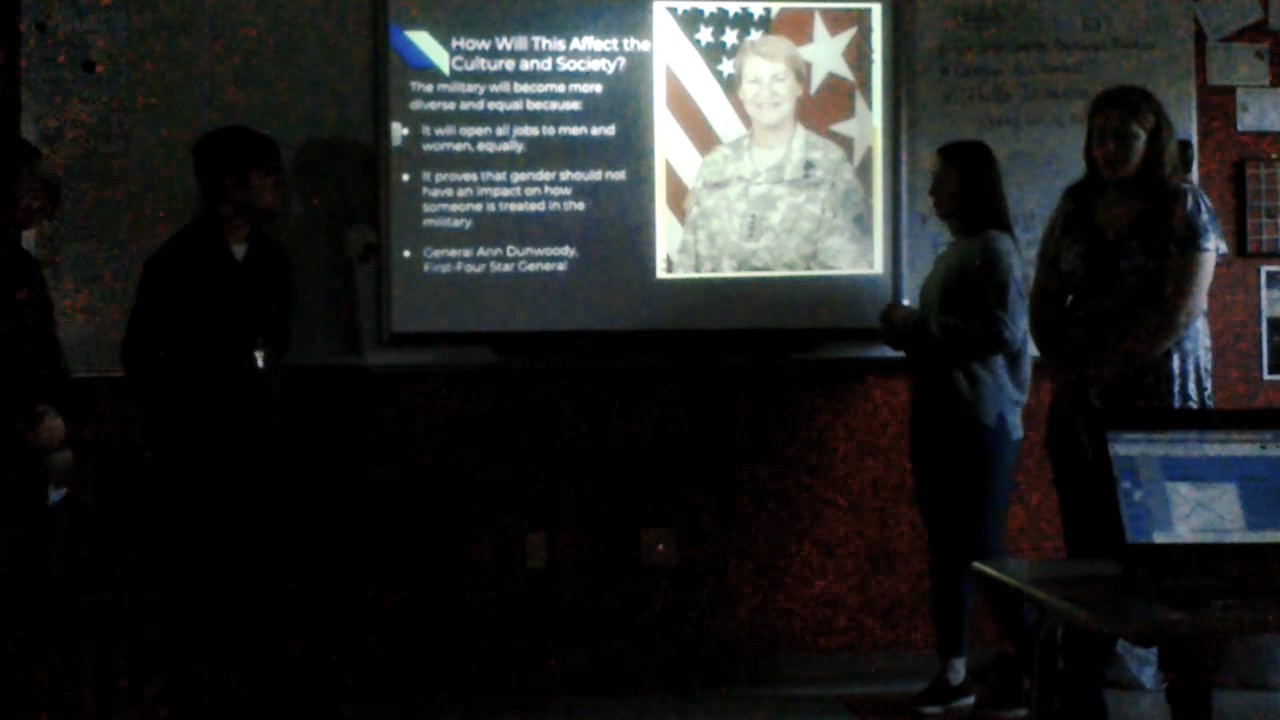 How Will This Affect the
Culture and Society?
The military will become more
diverse and equal because:
• It will open all jobs to men and
women, equally.
• It proves that gender should not
have an impact on how
someone is treated in the
military.
• General Ann Dunwoody,
First-Four Star General